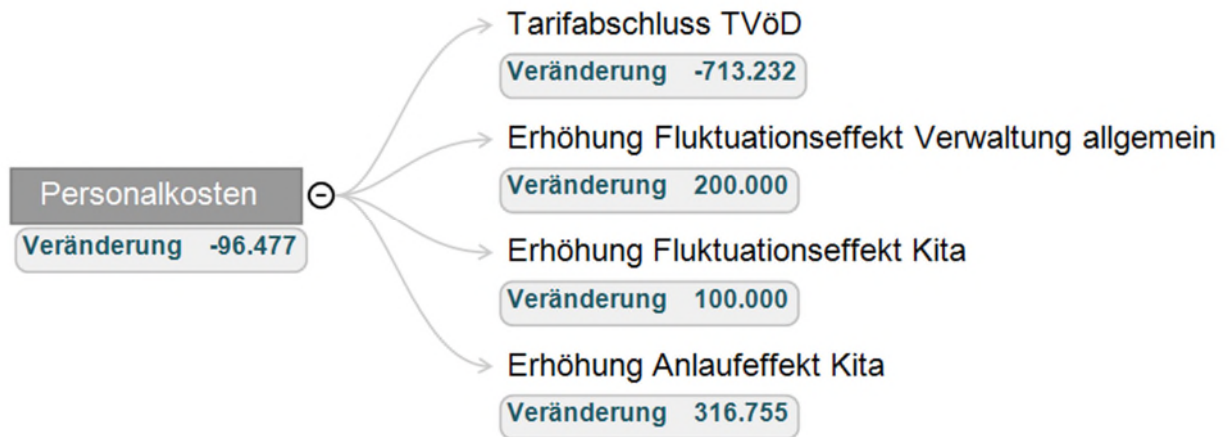 Personalkosten
Veränderung -96.477
Tarifabschluss TVöD
Veränderung -713.232
Erhöhung Fluktuationseffekt Verwaltung allgemein
Veränderung 200.000
Erhöhung Fluktuationseffekt Kita
Veränderung 100.000
Erhöhung Anlaufeffekt Kita
Veränderung 316.755